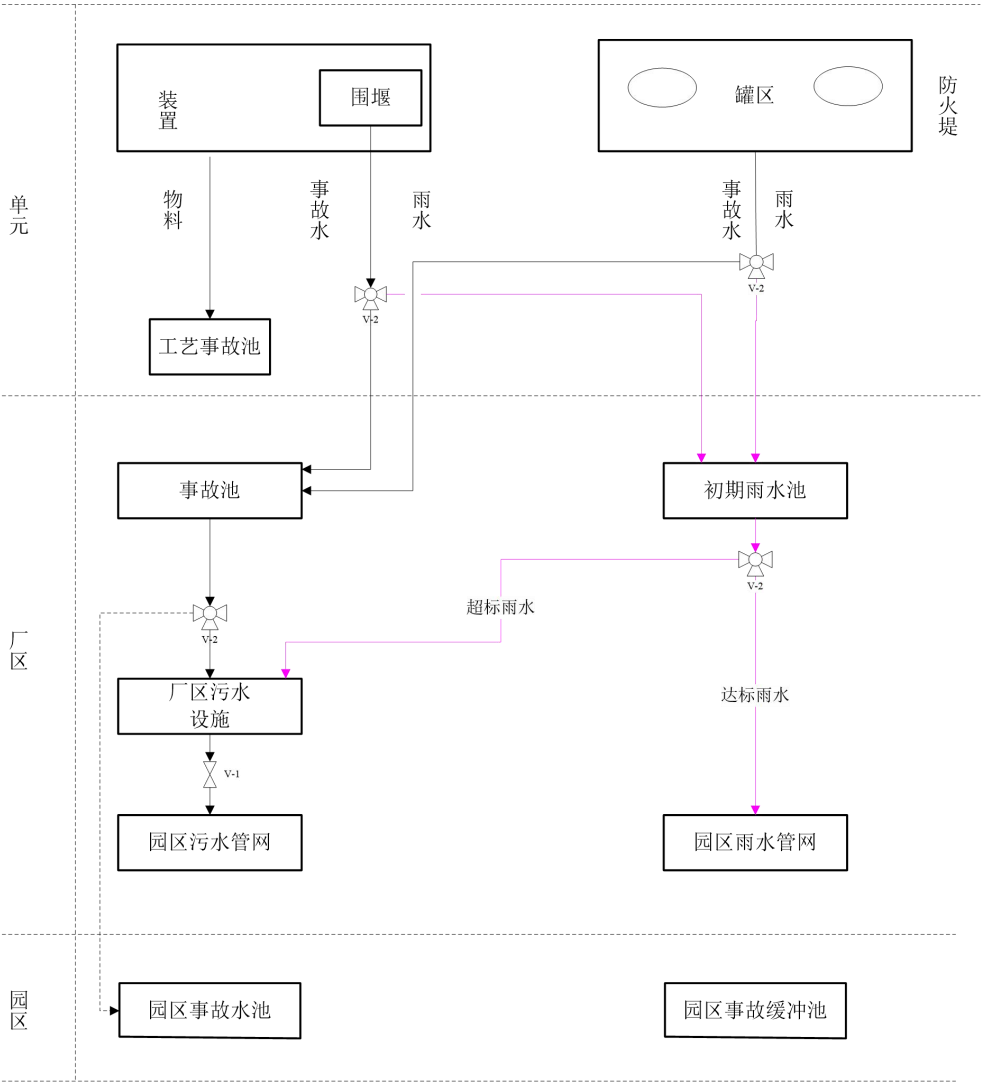 围堰
装置
罐区
防火堤
单元
物料
事故水
雨水
事故水
雨水
V-2
V-2
工艺事故池
事故池
初期雨水池
V-2
超标雨水
厂区
V-2
厂区污水
设施
达标雨水
V-1
园区污水管网
园区雨水管网
园区
园区事故水池
园区事故缓冲池